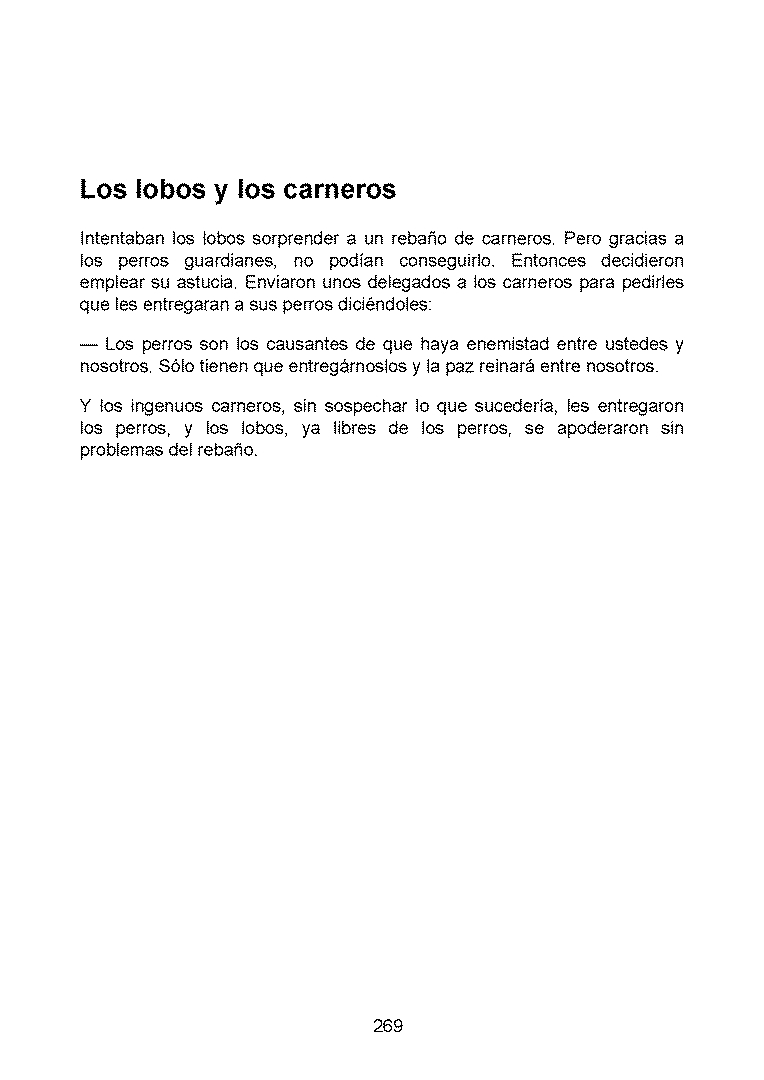 Los lobos y los carneros
Intentaban los lobos sorprender a un rebaño de carneros. Pero gracias a
los perros guardianes, no podían conseguirlo. Entonces decidieron
emplear su astucia. Enviaron unos delegados a los carneros para pedirles
que les entregaran a sus perros diciéndoles:
— Los perros son los causantes de que haya enemistad entre ustedes y
nosotros. Sólo tienen que entregárnoslos y la paz reinará entre nosotros.
Y los ingenuos carneros, sin sospechar lo que sucedería, les entregaron
los perros, y los lobos, ya libres de los perros, se apoderaron sin
problemas del rebaño.
269